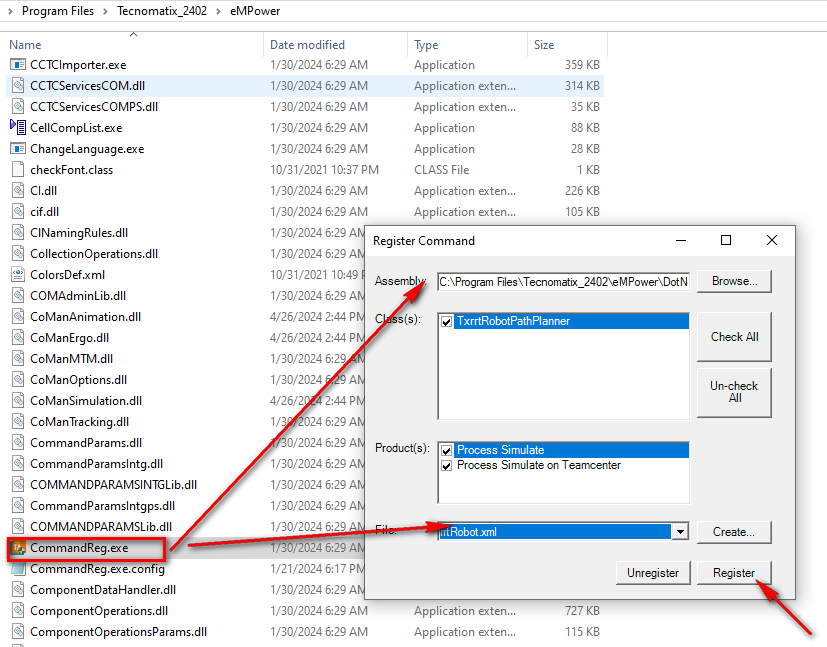 Program Files > Tecnomatix_2402 > eMPower
Name Date modified Type Size
CCTCImporter.exe 1/30/2024 6:29 AM Application 359 KB
CCTCServicesCOM.dll 1/30/2024 6:29 AM Application exten... 314 KB
CCTCServicesCOMPS.dll 1/30/2024 6:29 AM Application exten... 35 KB
CellCompList.exe 1/30/2024 6:29 AM Application 88 KB
ChangeLanguage.exe 1/30/2024 6:29 AM Application 28 KB
checkFont.class 10/31/2021 10:37 PM CLASS File 1 KB
CI.dll 1/30/2024 6:29 AM Application exten... 226 KB
cif.dll 1/30/2024 6:29 AM Application exten... 105 KB
CINamingRules.dll 1/30/2024 6:29 AM
CollectionOperations.dll 1/30/2024 6:29 AM
ColorsDef.xml 10/31/2021 10:49
COMAdminLib.dll 1/30/2024 6:29 AM
CoManAnimation.dll 4/26/2024 2:44 PM
CoManErgo.dll 4/26/2024 2:44 PM
CoManMTM.dll 1/30/2024 6:29 AM
CoManOptions.dll 1/30/2024 6:29 AM
CoManSimulation.dll 4/26/2024 2:44 PM
CoManTracking.dll 1/30/2024 6:29 AM
CommandParams.dll 1/30/2024 6:29 AM
CommandParamsIntg.dll 1/30/2024 6:29 AM
COMMANDPARAMSINTGLib.dll 1/30/2024 6:29 AM
CommandParamsIntgps.dll 1/30/2024 6:29 AM
COMMANDPARAMSLib.dll 1/30/2024 6:29 AM
CommandReg.exe 1/30/2024 6:29 AM
CommandReg.exe.config 1/21/2024 6:17 PM
ComponentDataHandler.dll 1/30/2024 6:29 AM
ComponentOperations.dll 1/30/2024 6:29 AM Application exten... 727 KB
ComponentOperationsParams.dll 1/30/2024 6:29 AM Application exten... 115 KB
Register Command
Assembly: C:\Program Files\Tecnomatix_2402\eMPower\DotN Browse...
Class(s): TxrrtRobotPathPlanner
Check All
Un-check
All
Product(s): Process Simulate
Process Simulate on Teamcenter
File: rrtRobot.xml Create...
Unregister Register